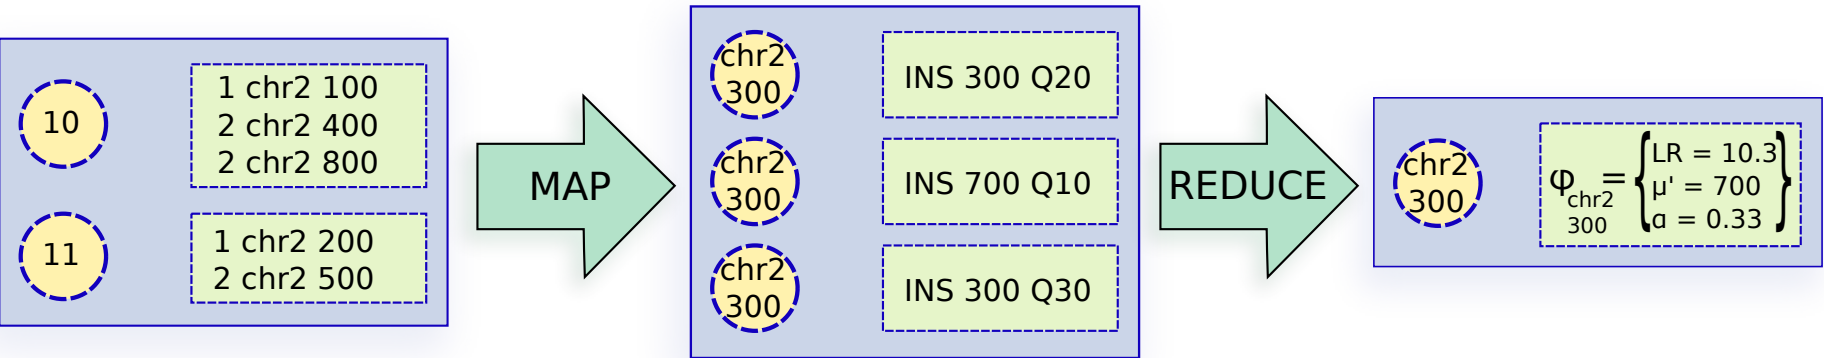 10
1 chr2 100
2 chr2 400
2 chr2 800
11
1 chr2 200
2 chr2 500
MAP
chr2
300
INS 300 Q20
chr2
300
INS 700 Q10
chr2
300
INS 300 Q30
REDUCE
chr2
300
φchr2 300 = {
LR = 10.3
μ' = 700
ɑ = 0.33
}